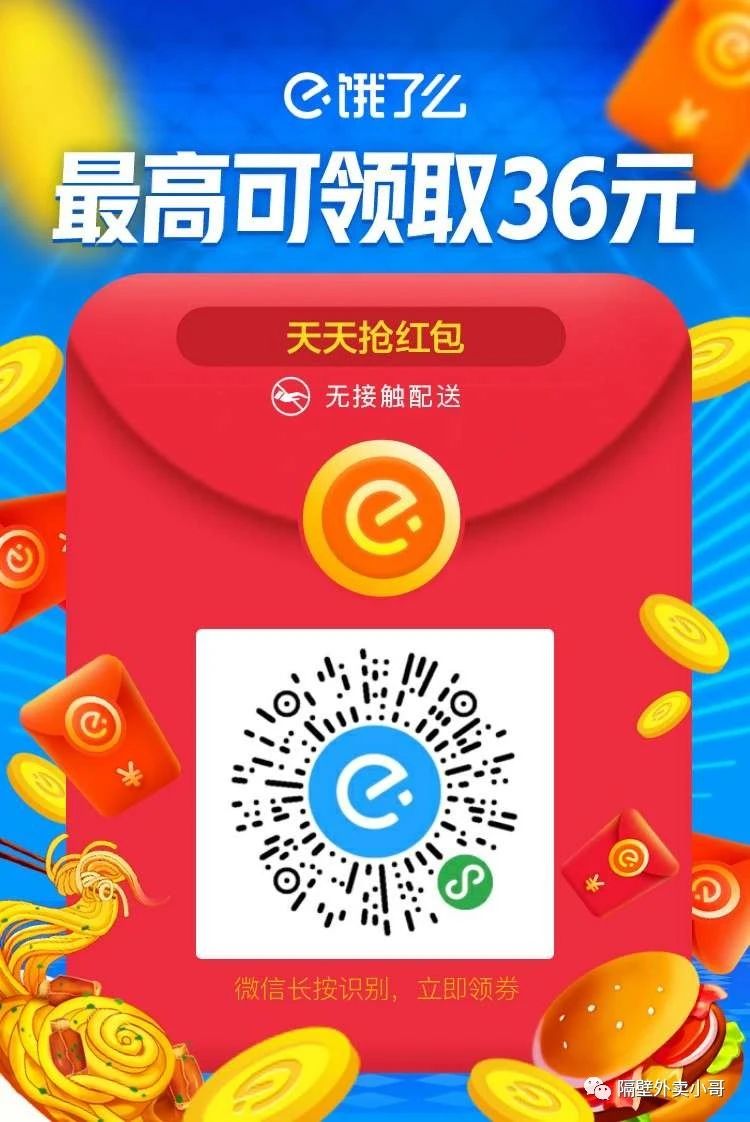 饿了么
最高可领取36元
天天抢红包
无接触配送
微信长按识别，立即领券
隔壁外卖小哥